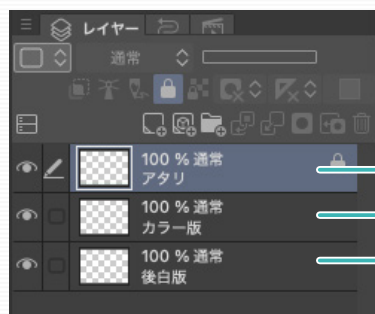 レイヤー
通常
100 % 通常
アタリ
100 % 通常
カラー版
100 % 通常
後白版